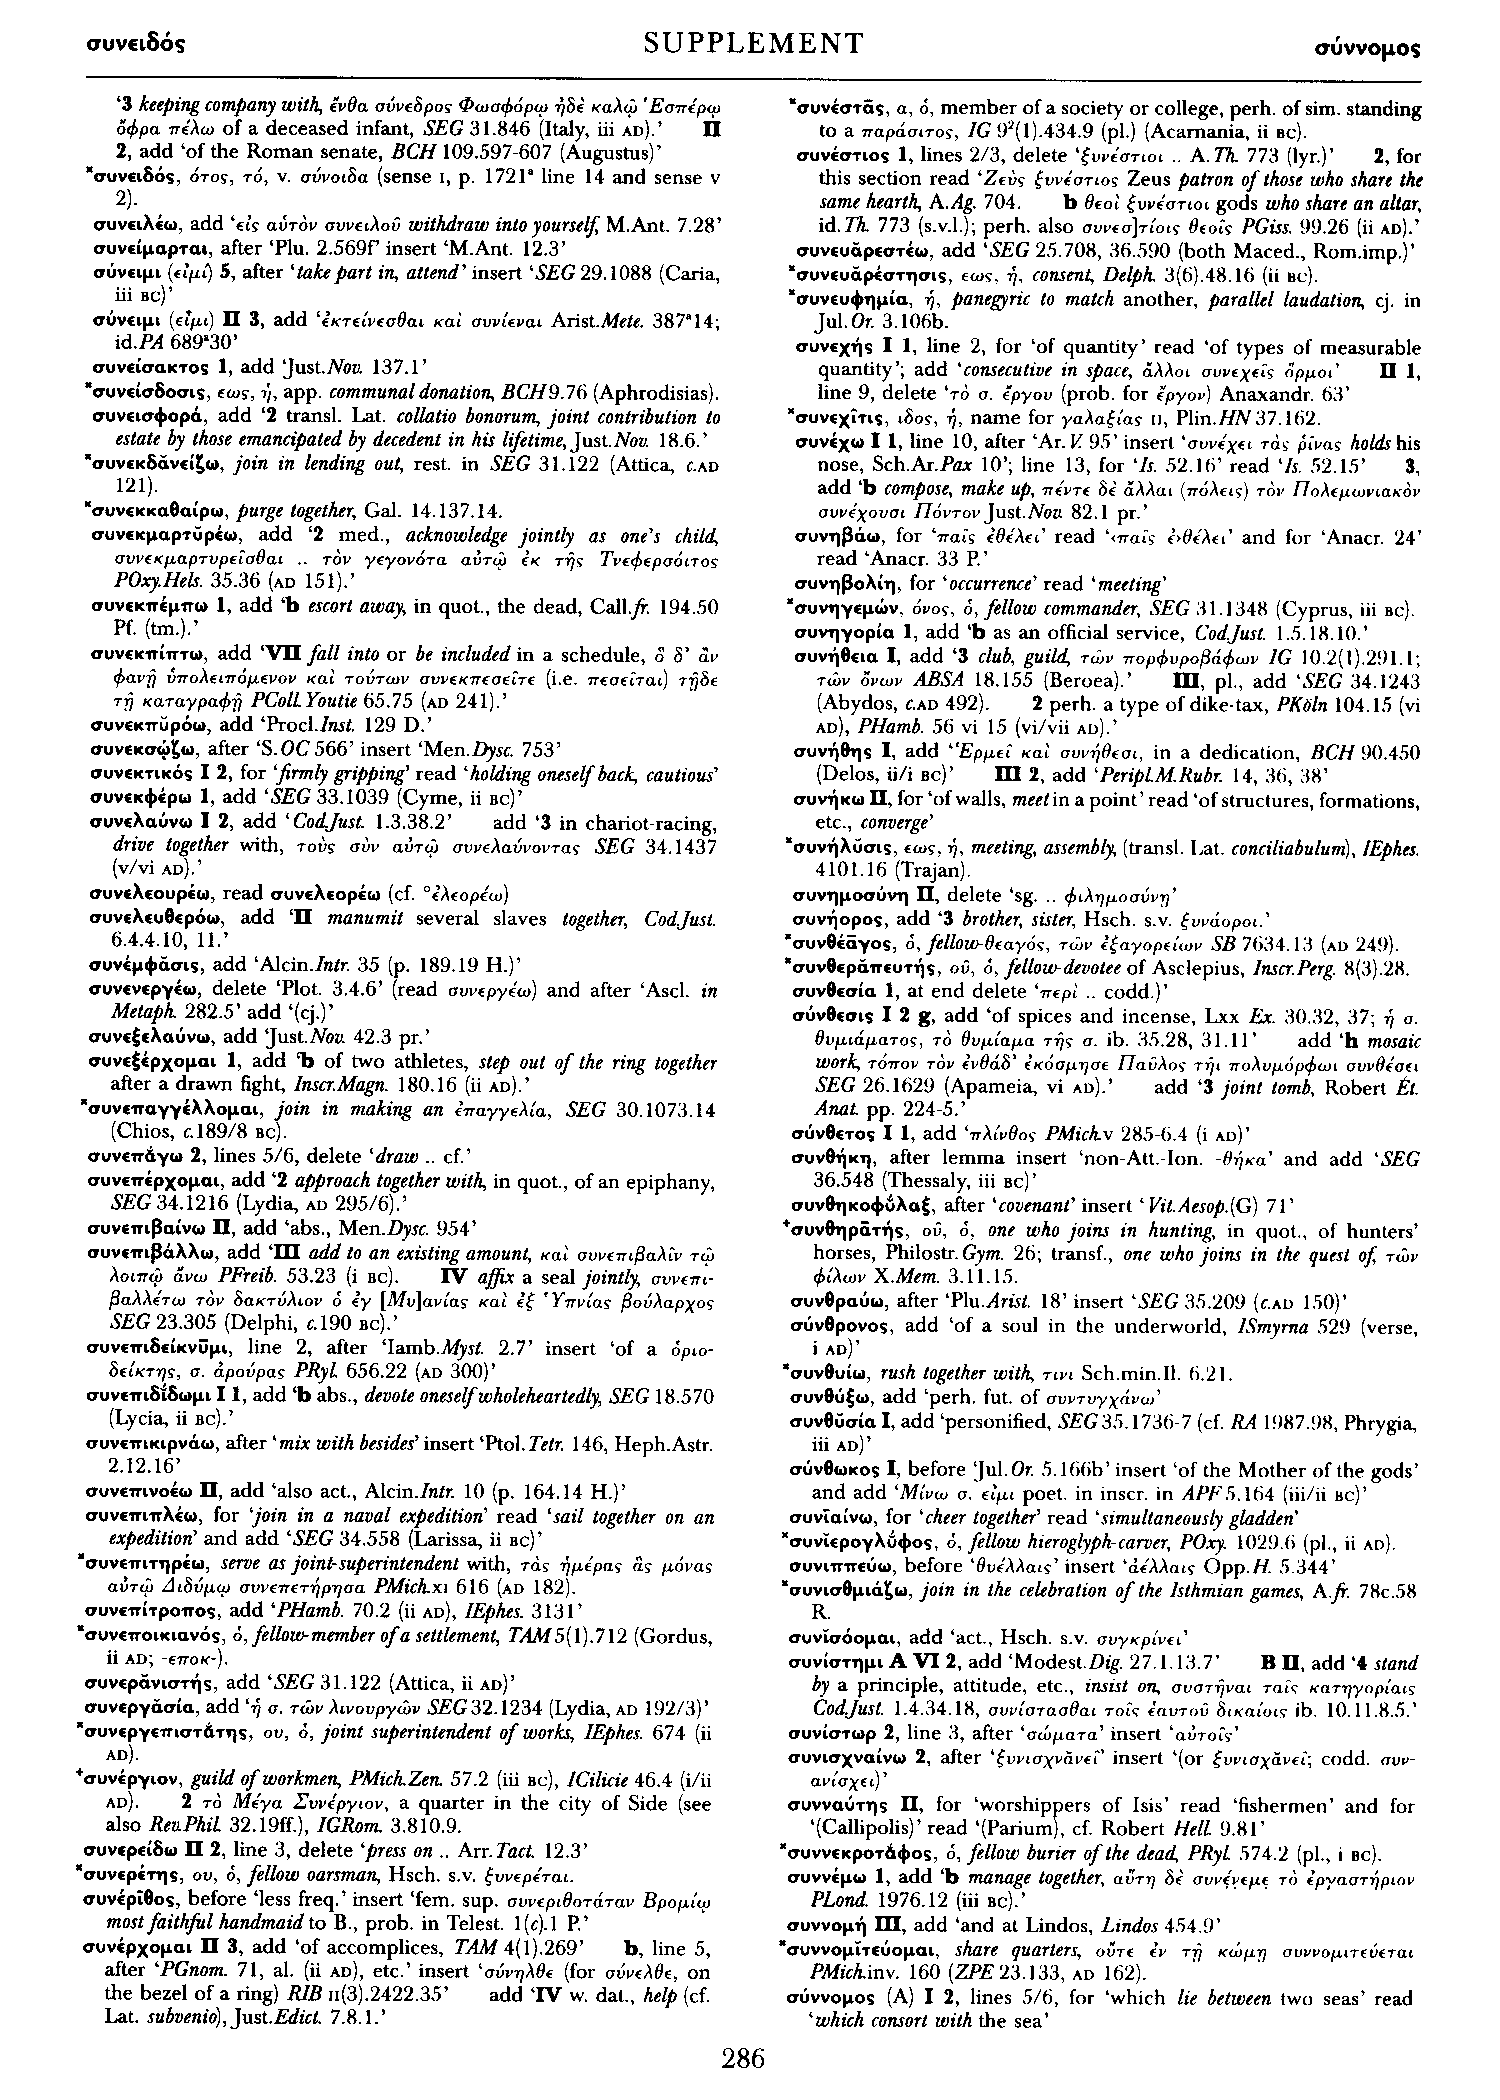 συνειδός
SUPPLEMENT
σύννομος
‘3 keeping company with, ἔνθα σύνεδρος Φωσφόρῳ ἠδὲ καλῷ Ἑσπέρῳ
ὄφρα πέλω of a deceased infant, SEG 31.846 (Italy, iii AD).’ II
2, add ‘of the Roman senate, BCH 109.597-607 (Augustus)’
*συνειδός, ότος, τό, v. σύνοιδα (sense I, p. 1721ᵃ line 14 and sense v
2).
συνειλέω, add ‘εἰς αὑτὸν συνειλοῦ withdraw into yourself, M.Ant. 7.28’
συνείμαρται, after ‘Plu. 2.569f’ insert ‘M.Ant. 12.3’
σύνειμι (εἰμί) 5, after ‘take part in, attend’ insert ‘SEG 29.1088 (Caria,
iii BC)’
σύνειμι (εἶμι) II 3, add ‘ἐκτείνεσθαι καὶ συνίεναι Arist.Mete. 387ᵃ14;
id.PA 689ᵃ30’
συνείσακτος 1, add ‘Just.Nov. 137.1’
*συνείσδοσις, εως, ἡ, app. communal donation, BCH 9.76 (Aphrodisias).
συνεισφορά, add ‘2 transl. Lat. collatio bonorum, joint contribution to
estate by those emancipated by decedent in his lifetime, Just.Nov. 18.6.’
*συνεκδᾰνείζω, join in lending out, rest. in SEG 31.122 (Attica, c.AD
121).
*συνεκκαθαίρω, purge together, Gal. 14.137.14.
συνεκμαρτῠρέω, add ‘2 med., acknowledge jointly as one's child,
συνεκμαρτυρεῖσθαι .. τὸν γεγονότα αὐτῷ ἐκ τῆς Τνεφερσόιτος
POxy.Hels. 35.36 (AD 151).’
συνεκπέμπω 1, add ‘b escort away, in quot., the dead, Call.fr. 194.50
Pf. (tm.).’
συνεκπίπτω, add ‘VII fall into or be included in a schedule, ὃ δ’ ἂν
φανῇ ὑπολειπόμενον καὶ τούτων συνεκπεσεῖτε (i.e. πεσεῖται) τῇδε
τῇ καταγραφῇ PColl.Youtie 65.75 (AD 241).’
συνεκπῠρόω, add ‘Procl.Inst. 129 D.’
συνεκσῴζω, after ‘S.OC 566’ insert ‘Men.Dysc. 753’
συνεκτικός I 2, for ‘firmly gripping’ read ‘holding oneself back, cautious’
συνεκφέρω 1, add ‘SEG 33.1039 (Cyme, ii BC)’
συνελαύνω I 2, add ‘Cod.Just. 1.3.38.2’ add ‘3 in chariot-racing,
drive together with, τοὺς σὺν αὐτῷ συνελαύνοντας SEG 34.1437
(v/vi AD).’
συνελεουρέω, read συνελεορέω (cf. °ἐλεορέω)
συνελευθερόω, add ‘II manumit several slaves together, Cod.Just.
6.4.4.10, 11.’
συνέμφᾰσις, add ‘Alcin.Intr. 35 (p. 189.19 H.)’
συνενεργέω, delete ‘Plot. 3.4.6’ (read συνεργέω) and after ‘Ascl. in
Metaph. 282.5’ add ‘(cj.)’
συνεξελαύνω, add ‘Just.Nov. 42.3 pr.’
συνεξέρχομαι 1, add ‘b of two athletes, step out of the ring together
after a drawn fight, Inscr.Magn. 180.16 (ii AD).’
*συνεπαγγέλλομαι, join in making an ἐπαγγελία, SEG 30.1073.14
(Chios, c.189/8 BC).
συνεπᾰ́γω 2, lines 5/6, delete ‘draw .. cf.’
συνεπέρχομαι, add ‘2 approach together with, in quot., of an epiphany,
SEG 34.1216 (Lydia, AD 295/6).’
συνεπιβαίνω II, add ‘abs., Men.Dysc. 954’
συνεπιβάλλω, add ‘III add to an existing amount, καὶ συνεπιβαλῖν τῷ
λοιπῷ ἄνω PFreib. 53.23 (i BC). IV affix a seal jointly, συνεπι-
βαλλέτω τὸν δακτύλιον ὁ ἐγ [Μυ]ανίας καὶ ἐξ Ὑπνίας βούλαρχος
SEG 23.305 (Delphi, c.190 BC).’
συνεπιδείκνῡμι, line 2, after ‘Iamb.Myst. 2.7’ insert ‘of a ὁριο-
δείκτης, σ. ἀρούρας PRyl. 656.22 (AD 300)’
συνεπιδῐ́δωμι I 1, add ‘b abs., devote oneself wholeheartedly, SEG 18.570
(Lycia, ii BC).’
συνεπικιρνάω, after ‘mix with besides’ insert ‘Ptol.Tetr. 146, Heph.Astr.
2.12.16’
συνεπινοέω II, add ‘also act., Alcin.Intr. 10 (p. 164.14 H.)’
συνεπιπλέω, for ‘join in a naval expedition’ read ‘sail together on an
expedition’ and add ‘SEG 34.558 (Larissa, ii BC)’
*συνεπιτηρέω, serve as joint-superintendent with, τὰς ἡμέρας ἃς μόνας
αὐτῷ Διδύμῳ συνεπετήρησα PMich.XI 616 (AD 182).
συνεπίτροπος, add ‘PHamb. 70.2 (ii AD), IEphes. 3131’
*συνεποικιανός, ὁ, fellow-member of a settlement, TAM 5(1).712 (Gordus,
ii AD; -εποκ-).
συνερᾰνιστής, add ‘SEG 31.122 (Attica, ii AD)’
συνεργᾰσία, add ‘ἡ σ. τῶν λινουργῶν SEG 32.1234 (Lydia, AD 192/3)’
*συνεργεπιστᾰ́της, ου, ὁ, joint superintendent of works, IEphes. 674 (ii
AD).
⁺συνέργιον, guild of workmen, PMich.Zen. 57.2 (iii BC), ICilicie 46.4 (i/ii
AD). 2 τὸ Μέγα Συνέργιον, a quarter in the city of Side (see
also Rev.Phil. 32.19ff.), IGRom. 3.810.9.
συνερείδω II 2, line 3, delete ‘press on .. Arr.Tact. 12.3’
*συνερέτης, ου, ὁ, fellow oarsman, Hsch. s.v. ξυνερέται.
συνέρῑθος, before ‘less freq.’ insert ‘fem. sup. συνεριθοτάταν Βρομίῳ
most faithful handmaid to B., prob. in Telest. 1(c).1 P.’
συνέρχομαι II 3, add ‘of accomplices, TAM 4(1).269’ b, line 5,
after ‘PGnom. 71, al. (ii AD), etc.’ insert ‘σύνηλθε (for σύνελθε, on
the bezel of a ring) RIB II(3).2422.35’ add ‘IV w. dat., help (cf.
Lat. subvenio), Just.Edict. 7.8.1.’
*συνέστᾱς, α, ὁ, member of a society or college, perh. of sim. standing
to a παράσιτος, IG 9²(1).434.9 (pl.) (Acarnania, ii BC).
συνέστιος 1, lines 2/3, delete ‘ξυνέστιοι .. A.Th. 773 (lyr.)’ 2, for
this section read ‘Ζεὺς ξυνέστιος Zeus patron of those who share the
same hearth, A.Ag. 704. b θεοὶ ξυνέστιοι gods who share an altar,
id.Th. 773 (s.v.l.); perh. also συνεσ]τίοις θεοῖς PGiss. 99.26 (ii AD).’
συνευᾰρεστέω, add ‘SEG 25.708, 36.590 (both Maced., Rom.imp.)’
*συνευᾰρέστησις, εως, ἡ, consent, Delph. 3(6).48.16 (ii BC).
*συνευφημία, ἡ, panegyric to match another, parallel laudation, cj. in
Jul.Or. 3.106b.
συνεχής I 1, line 2, for ‘of quantity’ read ‘of types of measurable
quantity’; add ‘consecutive in space, ἄλλοι συνεχεῖς ὅρμοι’ II 1,
line 9, delete ‘τὸ σ. ἔργου (prob. for ἔργον) Anaxandr. 63’
*συνεχῖτις, ιδος, ἡ, name for γαλαξίας II, Plin.HN 37.162.
συνέχω I 1, line 10, after ‘Ar.V. 95’ insert ‘συνέχει τὰς ῥῖνας holds his
nose, Sch.Ar.Pax 10’; line 13, for ‘Is. 52.16’ read ‘Is. 52.15’ 3,
add ‘b compose, make up, πέντε δὲ ἄλλαι (πόλεις) τὸν Πολεμωνιακὸν
συνέχουσι Πόντον Just.Nov. 82.1 pr.’
συνηβάω, for ‘παῖς ἐθέλει’ read ‘‹παῖς ἐ›θέλει’ and for ‘Anacr. 24’
read ‘Anacr. 33 P.’
συνηβολίη, for ‘occurrence’ read ‘meeting’
*συνηγεμών, όνος, ὁ, fellow commander, SEG 31.1348 (Cyprus, iii BC).
συνηγορία 1, add ‘b as an official service, Cod.Just. 1.5.18.10.’
συνήθεια I, add ‘3 club, guild, τῶν πορφυροβάφων IG 10.2(1).291.1;
τῶν ὄνων ABSA 18.155 (Beroea).’ III, pl., add ‘SEG 34.1243
(Abydos, c.AD 492). 2 perh. a type of dike-tax, PKöln 104.15 (vi
AD), PHamb. 56 vi 15 (vi/vii AD).’
συνήθης I, add ‘Ἑρμεῖ καὶ συνήθεσι, in a dedication, BCH 90.450
(Delos, ii/i BC)’ III 2, add ‘Peripl.M.Rubr. 14, 36, 38’
συνήκω II, for ‘of walls, meet in a point’ read ‘of structures, formations,
etc., converge’
*συνήλῠσις, εως, ἡ, meeting, assembly, (transl. Lat. conciliabulum), IEphes.
4101.16 (Trajan).
συνημοσύνη II, delete ‘sg. .. φιλημοσύνῃ’
συνήορος, add ‘3 brother, sister, Hsch. s.v. ξυνάοροι.’
*συνθέᾱγος, ὁ, fellow-θεαγός, τῶν ἐξαγορείων SB 7634.13 (AD 249).
*συνθερᾰπευτής, οῦ, ὁ, fellow-devotee of Asclepius, Inscr.Perg. 8(3).28.
συνθεσία 1, at end delete ‘περὶ .. codd.)’
σύνθεσις I 2 g, add ‘of spices and incense, Lxx Ex. 30.32, 37; ἡ σ.
θυμιάματος, τὸ θυμίαμα τῆς σ. ib. 35.28, 31.11’ add ‘h mosaic
work, τόπον τὸν ἐνθάδ’ ἐκόσμησε Παῦλος τῆι πολυμόρφωι συνθέσει
SEG 26.1629 (Apameia, vi AD).’ add ‘3 joint tomb, Robert Ét.
Anat. pp. 224-5.’
σύνθετος I 1, add ‘πλίνθος PMich.V 285-6.4 (i AD)’
συνθήκη, after lemma insert ‘non-Att.-Ion. -θήκα’ and add ‘SEG
36.548 (Thessaly, iii BC)’
συνθηκοφῠ́λαξ, after ‘covenant’ insert ‘Vit.Aesop.(G) 71’
⁺συνθηρᾱτής, οῦ, ὁ, one who joins in hunting, in quot., of hunters’
horses, Philostr.Gym. 26; transf., one who joins in the quest of, τῶν
φίλων X.Mem. 3.11.15.
συνθραύω, after ‘Plu.Arist. 18’ insert ‘SEG 35.209 (c.AD 150)’
σύνθρονος, add ‘of a soul in the underworld, ISmyrna 529 (verse,
i AD)’
*συνθυίω, rush together with, τινι Sch.min.Il. 6.21.
συνθύξω, add ‘perh. fut. of συντυγχάνω’
συνθῠσία I, add ‘personified, SEG 35.1736-7 (cf. RA 1987.98, Phrygia,
iii AD)’
σύνθωκος I, before ‘Jul.Or. 5.166b’ insert ‘of the Mother of the gods’
and add ‘Μίνω σ. εἰμι poet. in inscr. in APF 5.164 (iii/ii BC)’
συνῐαίνω, for ‘cheer together’ read ‘simultaneously gladden’
*συνῐερογλῠ́φος, ὁ, fellow hieroglyph-carver, POxy. 1029.6 (pl., ii AD).
συνιππεύω, before ‘θυέλλαις’ insert ‘ἀέλλαις Opp.H. 5.344’
*συνισθμιάζω, join in the celebration of the Isthmian games, A.fr. 78c.58
R.
συνῐσόομαι, add ‘act., Hsch. s.v. συγκρίνει’
συνίστημι A VI 2, add ‘Modest.Dig. 27.1.13.7’ B II, add ‘4 stand
by a principle, attitude, etc., insist on, συστῆναι ταῖς κατηγορίαις
Cod.Just. 1.4.34.18, συνίστασθαι τοῖς ἑαυτοῦ δικαίοις ib. 10.11.8.5.’
συνίστωρ 2, line 3, after ‘σώματα’ insert ‘αὐτοῖς’
συνισχναίνω 2, after ‘ξυνισχνᾰνεῖ’ insert ‘(or ξυνισχᾰνεῖ; codd. συν-
ανίσχει)’
συνναύτης II, for ‘worshippers of Isis’ read ‘fishermen’ and for
‘(Callipolis)’ read ‘(Parium), cf. Robert Hell. 9.81’
*συννεκροτᾰ́φος, ὁ, fellow burier of the dead, PRyl. 574.2 (pl., i BC).
συννέμω 1, add ‘b manage together, αὕτη δὲ συνένεμε τὸ ἐργαστήριον
PLond. 1976.12 (iii BC).’
συννομή III, add ‘and at Lindos, Lindos 454.9’
*συννομῑτεύομαι, share quarters, οὔτε ἐν τῇ κώμῃ συννομιτεύεται
PMich.inv. 160 (ZPE 23.133, AD 162).
σύννομος (A) I 2, lines 5/6, for ‘which lie between two seas’ read
‘which consort with the sea’
286